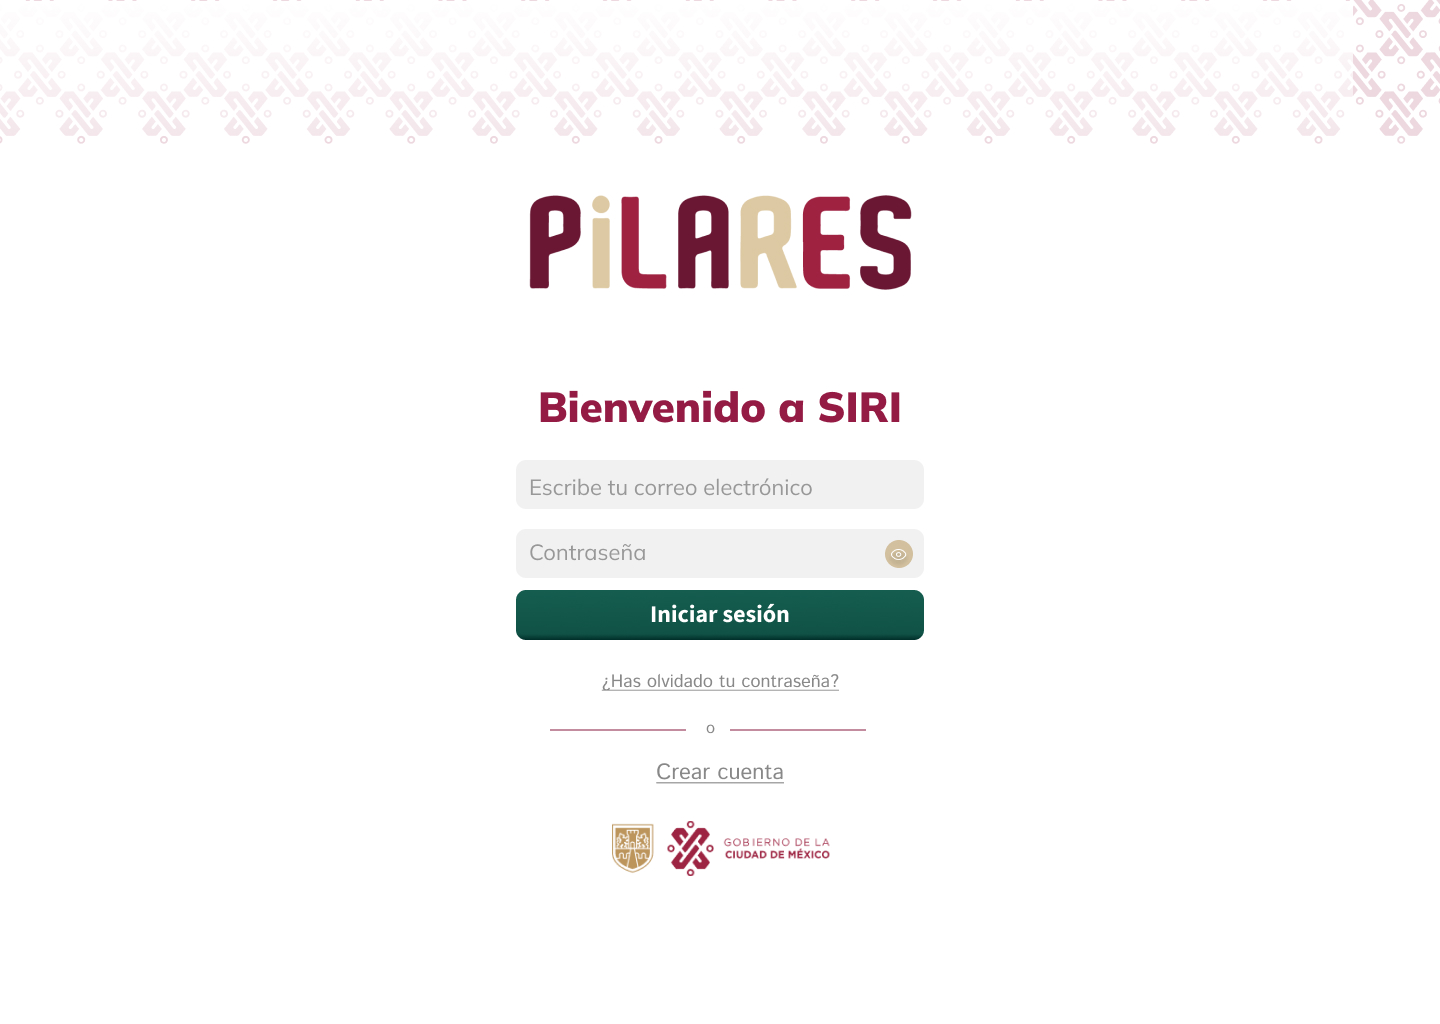 PiLARES
Bienvenido a SIRI
Escribe tu correo electrónico
Contraseña
Iniciar sesión
¿Has olvidado tu contraseña?
o
Crear cuenta
GOBIERNO DE LA
CIUDAD DE MÉXICO